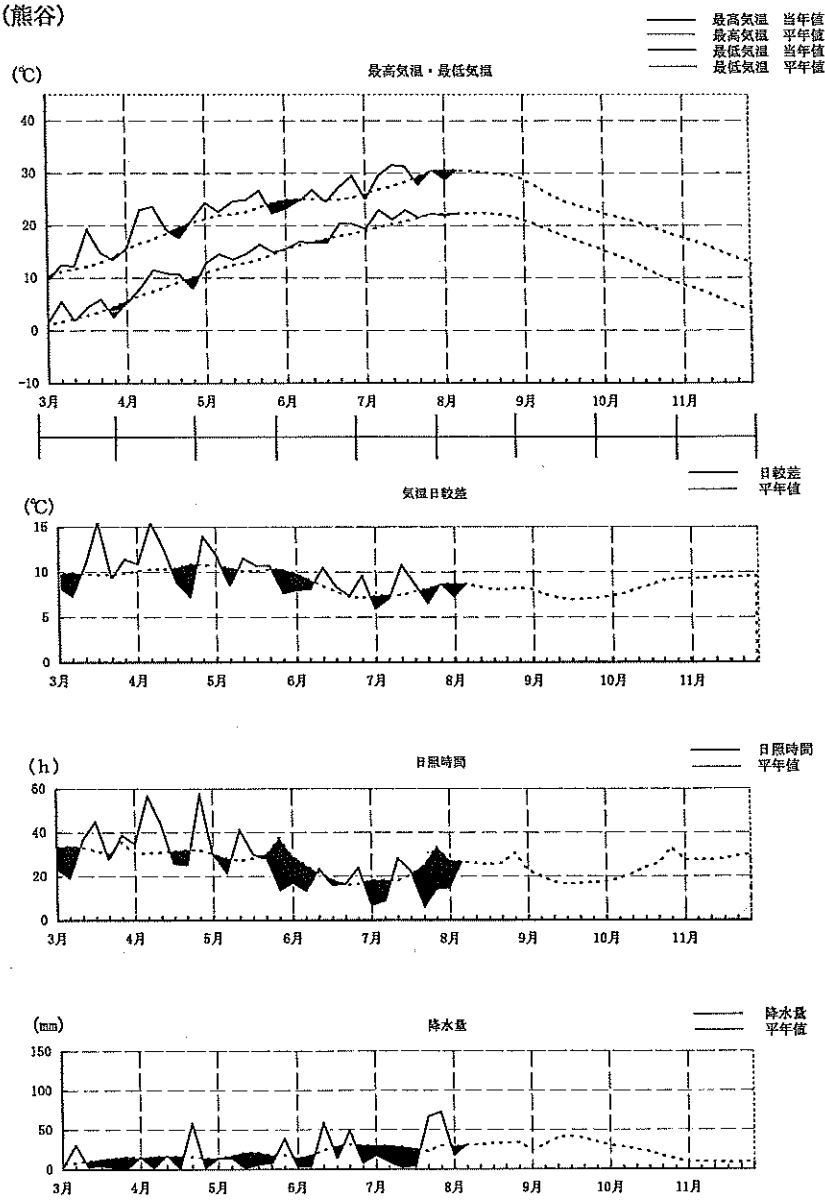 (熊谷)
最高気温 当年値
最高気温 平年値
最低気温 当年値
最低気温 平年値
(℃)
最高気温・最低気温
40
30
20
10
0
-10
3月 4月 5月 6月 7月 8月 9月 10月 11月
日較差
平年値
(℃)
気温日較差
15
10
5
0
3月 4月 5月 6月 7月 8月 9月 10月 11月
日照時間
平年値
(h)
日照時間
60
40
20
0
3月 4月 5月 6月 7月 8月 9月 10月 11月
降水量
平年値
(mm)
降水量
150
100
50
0
3月 4月 5月 6月 7月 8月 9月 10月 11月